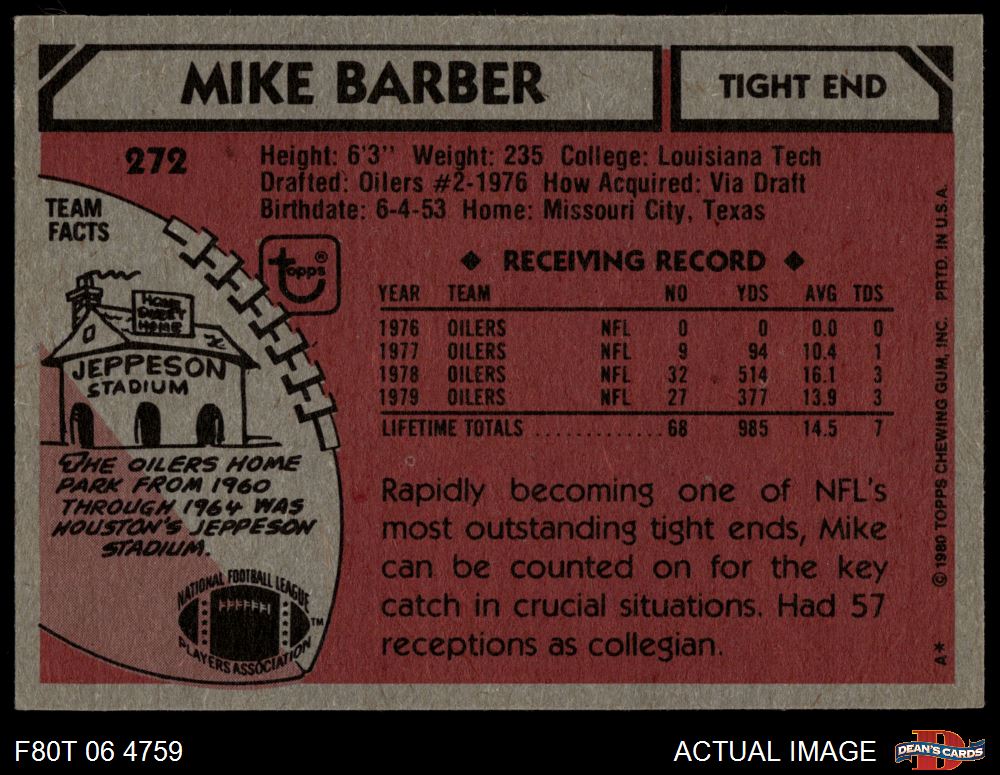 MIKE BARBER
TIGHT END
272
Height: 6'3" Weight: 235 College: Louisiana Tech
Drafted: Oilers #2-1976 How Acquired: Via Draft
Birthdate: 6-4-53 Home: Missouri City, Texas
TEAM
FACTS
topps®
HOME
SWEET
HOME
JEPPESON
STADIUM
THE OILERS HOME
PARK FROM 1960
THROUGH 1964 WAS
HOUSTON'S JEPPESON
STADIUM.
NATIONAL FOOTBALL LEAGUE
PLAYERS ASSOCIATION
TM
◆ RECEIVING RECORD ◆
YEAR TEAM NO YDS AVG TDS
1976 OILERS NFL 0 0 0.0 0
1977 OILERS NFL 9 94 10.4 1
1978 OILERS NFL 32 514 16.1 3
1979 OILERS NFL 27 377 13.9 3
LIFETIME TOTALS ............. 68 985 14.5 7
Rapidly becoming one of NFL's
most outstanding tight ends, Mike
can be counted on for the key
catch in crucial situations. Had 57
receptions as collegian.
A* © 1980 TOPPS CHEWING GUM, INC. PRTD. IN U.S.A.
F80T 06 4759
ACTUAL IMAGE
DEAN'S CARDS